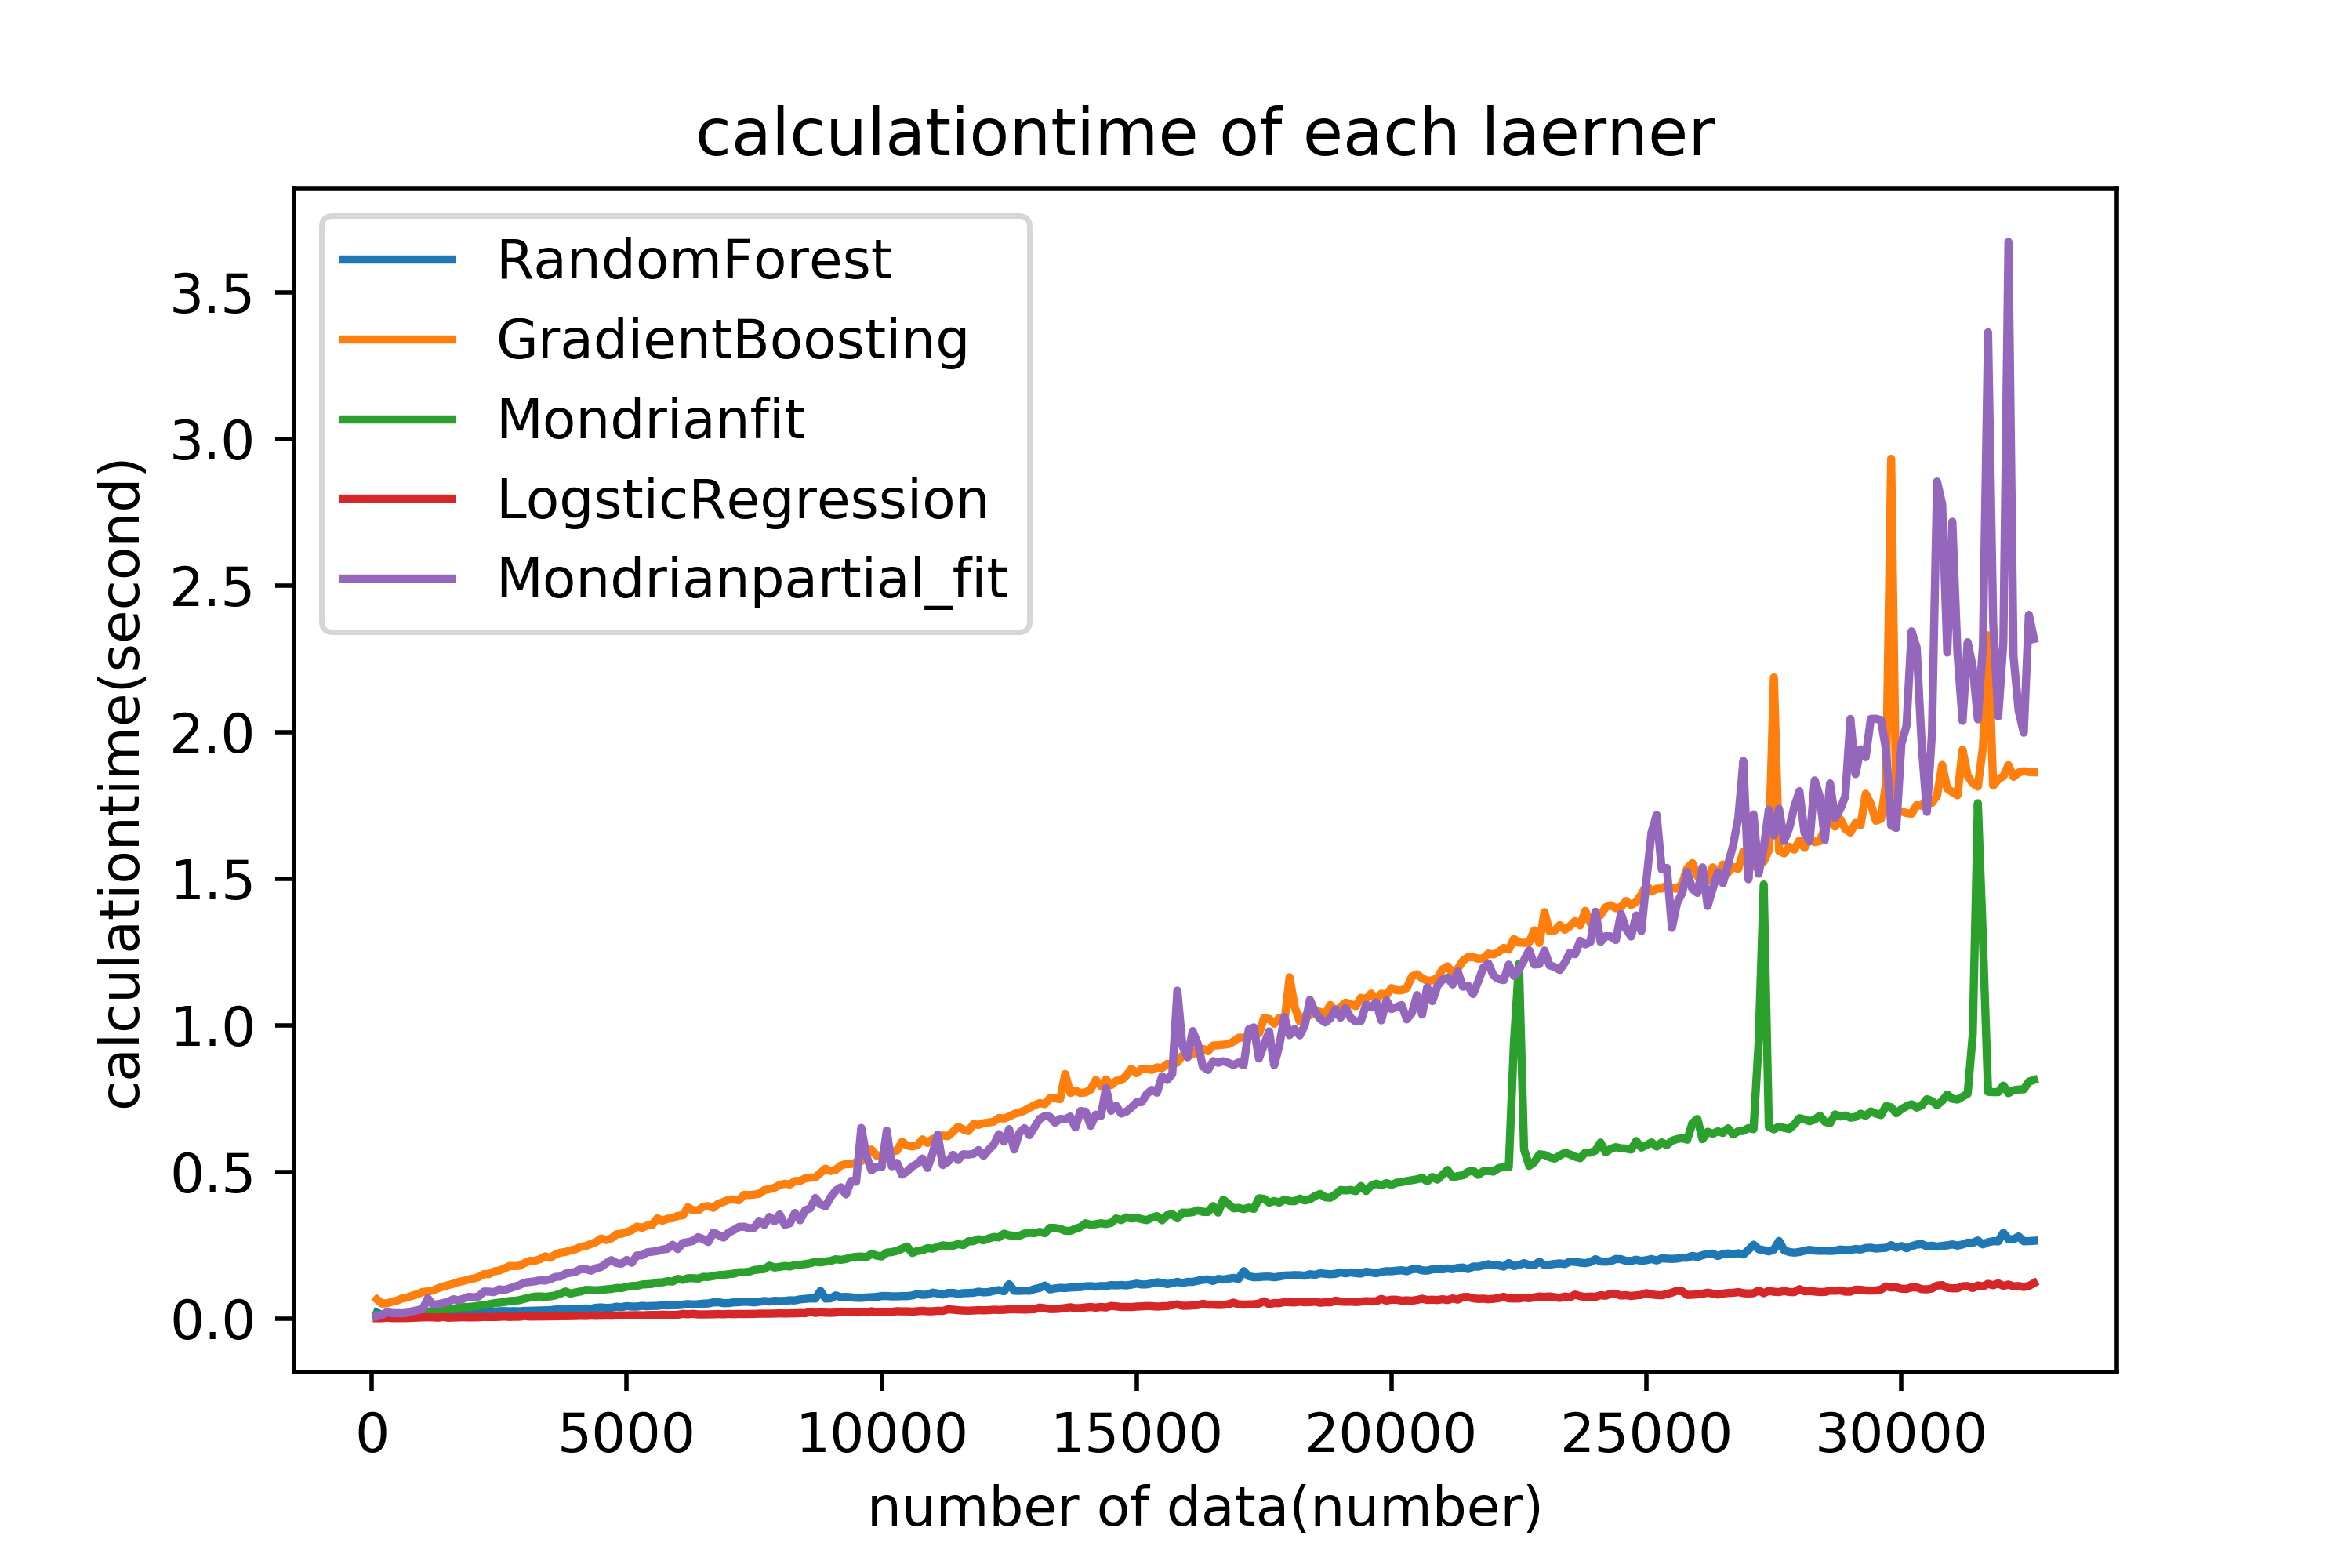 calculationtime of each laerner
RandomForest
GradientBoosting
Mondrianfit
LogsticRegression
Mondrianpartial_fit
calculationtime(second)
3.5
3.0
2.5
2.0
1.5
1.0
0.5
0.0
0 5000 10000 15000 20000 25000 30000
number of data(number)